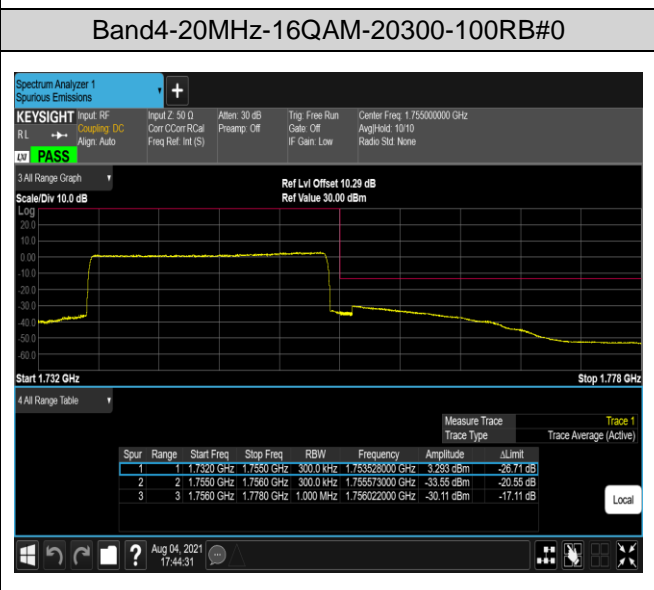 Band4-20MHz-16QAM-20300-100RB#0
Spectrum Analyzer 1
Spurious Emissions
KEYSIGHT Input: RF Input Z: 50 Ω Atten: 30 dB Trig: Free Run Center Freq: 1.755000000 GHz
RL Coupling: DC Corr CCorr RCal Preamp: Off Gate: Off Avg|Hold: 10/10
Align: Auto Freq Ref: Int (S) IF Gain: Low Radio Std: None
LXI PASS
3 All Range Graph
Ref Lvl Offset 10.29 dB
Scale/Div 10.0 dB Ref Value 30.00 dBm
Log
20.0
10.0
0.00
-10.0
-20.0
-30.0
-40.0
-50.0
-60.0
Start 1.732 GHz Stop 1.778 GHz
4 All Range Table
Measure Trace Trace 1
Trace Type Trace Average (Active)
Spur Range Start Freq Stop Freq RBW Frequency Amplitude ΔLimit
1 1 1.7320 GHz 1.7550 GHz 300.0 kHz 1.753528000 GHz 3.293 dBm -26.71 dB
2 2 1.7550 GHz 1.7560 GHz 300.0 kHz 1.755573000 GHz -33.55 dBm -20.55 dB
3 3 1.7560 GHz 1.7780 GHz 1.000 MHz 1.756022000 GHz -30.11 dBm -17.11 dB
Local
Aug 04, 2021
17:44:31